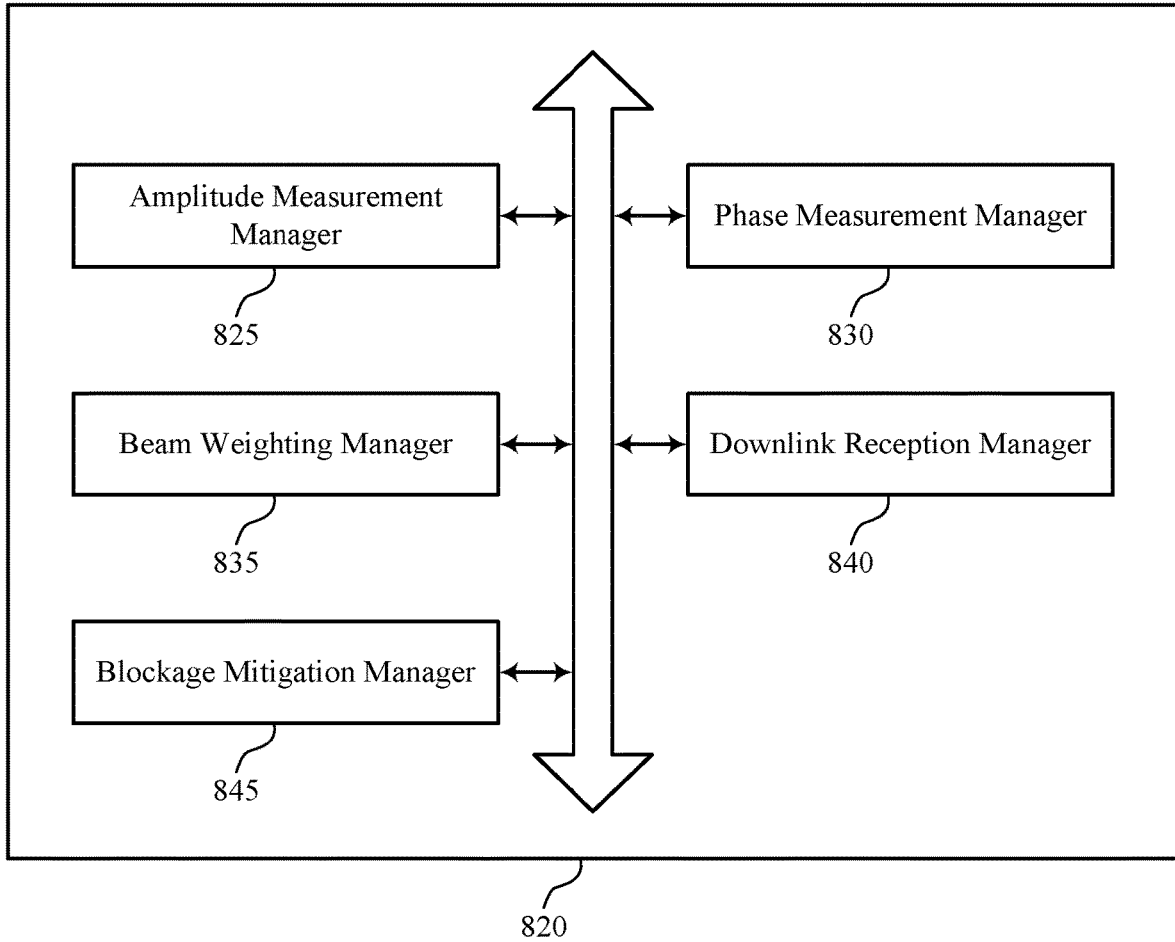 Amplitude Measurement
Manager
825
Phase Measurement Manager
830
Beam Weighting Manager
835
Downlink Reception Manager
840
Blockage Mitigation Manager
845
820